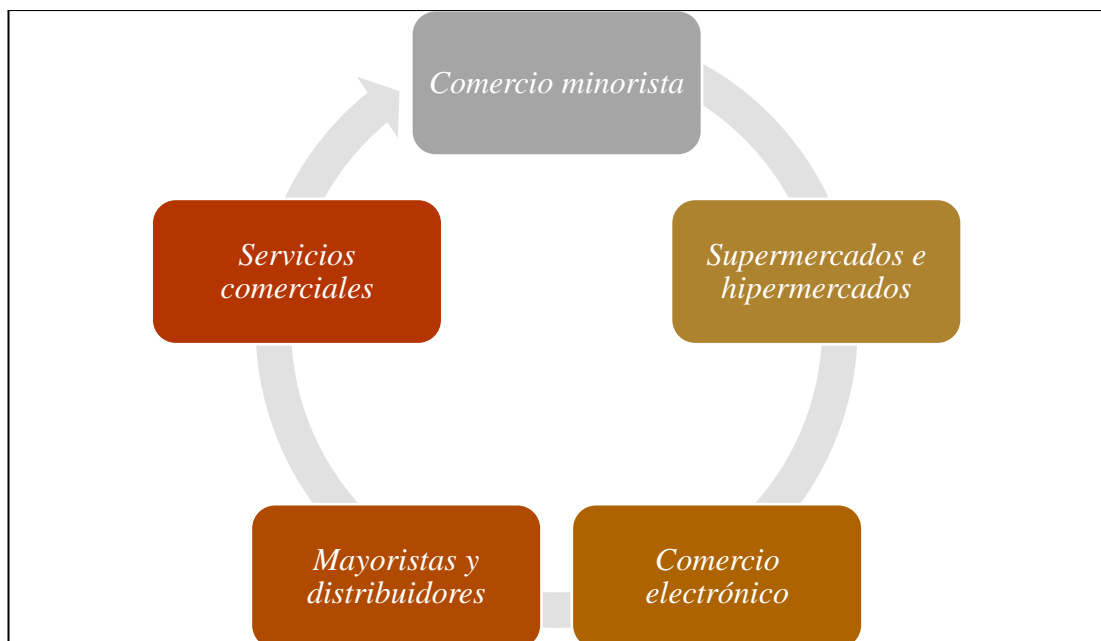 Comercio minorista
Supermercados e
hipermercados
Comercio
electrónico
Mayoristas y
distribuidores
Servicios
comerciales